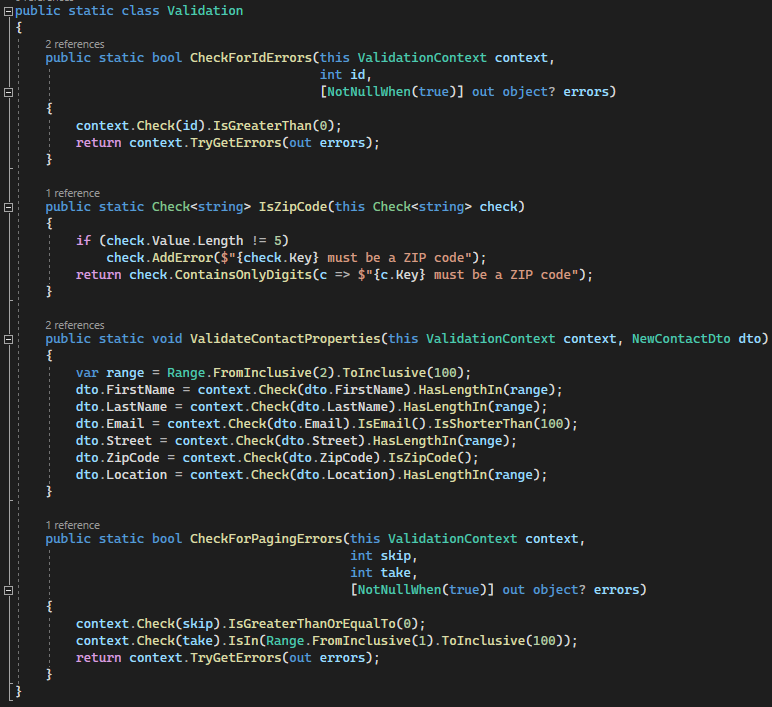 public static class Validation
{
2 references
public static bool CheckForIdErrors(this ValidationContext context,
int id,
[NotNullWhen(true)] out object? errors)
{
context.Check(id).IsGreaterThan(0);
return context.TryGetErrors(out errors);
}
1 reference
public static Check<string> IsZipCode(this Check<string> check)
{
if (check.Value.Length != 5)
check.AddError($"{check.Key} must be a ZIP code");
return check.ContainsOnlyDigits(c => $"{c.Key} must be a ZIP code");
}
2 references
public static void ValidateContactProperties(this ValidationContext context, NewContactDto dto)
{
var range = Range.FromInclusive(2).ToInclusive(100);
dto.FirstName = context.Check(dto.FirstName).HasLengthIn(range);
dto.LastName = context.Check(dto.LastName).HasLengthIn(range);
dto.Email = context.Check(dto.Email).IsEmail().IsShorterThan(100);
dto.Street = context.Check(dto.Street).HasLengthIn(range);
dto.ZipCode = context.Check(dto.ZipCode).IsZipCode();
dto.Location = context.Check(dto.Location).HasLengthIn(range);
}
1 reference
public static bool CheckForPagingErrors(this ValidationContext context,
int skip,
int take,
[NotNullWhen(true)] out object? errors)
{
context.Check(skip).IsGreaterThanOrEqualTo(0);
context.Check(take).IsIn(Range.FromInclusive(1).ToInclusive(100));
return context.TryGetErrors(out errors);
}
}